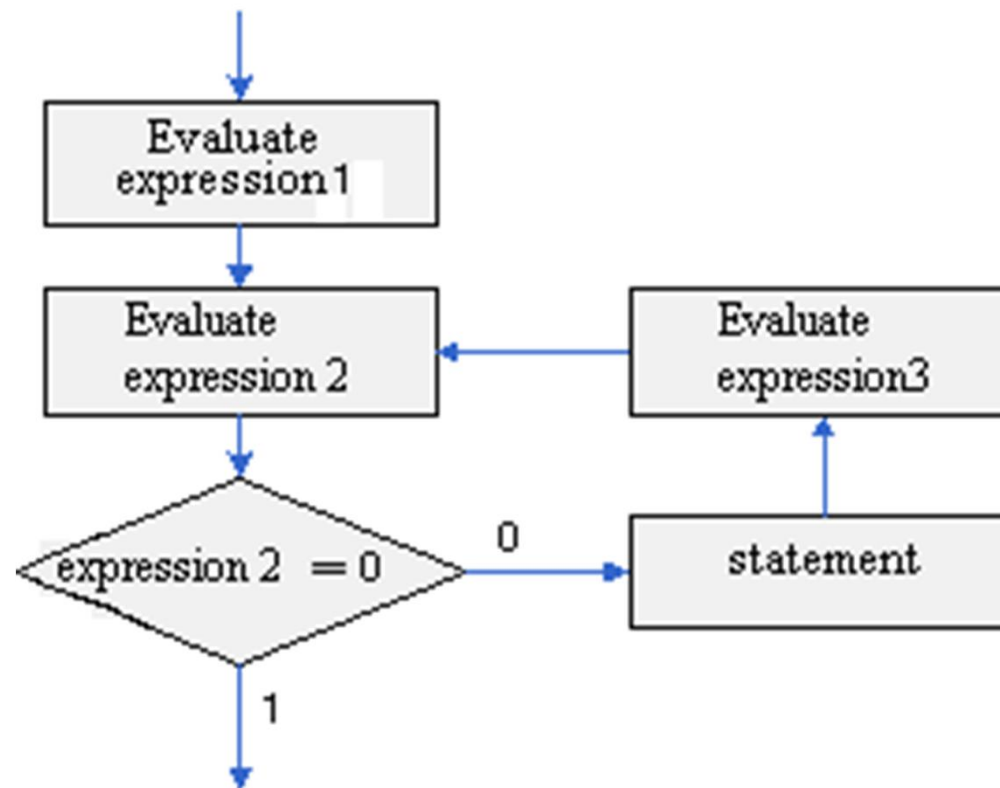 Evaluate
expression1
Evaluate
expression 2
Evaluate
expression3
expression 2 = 0
0
statement
1